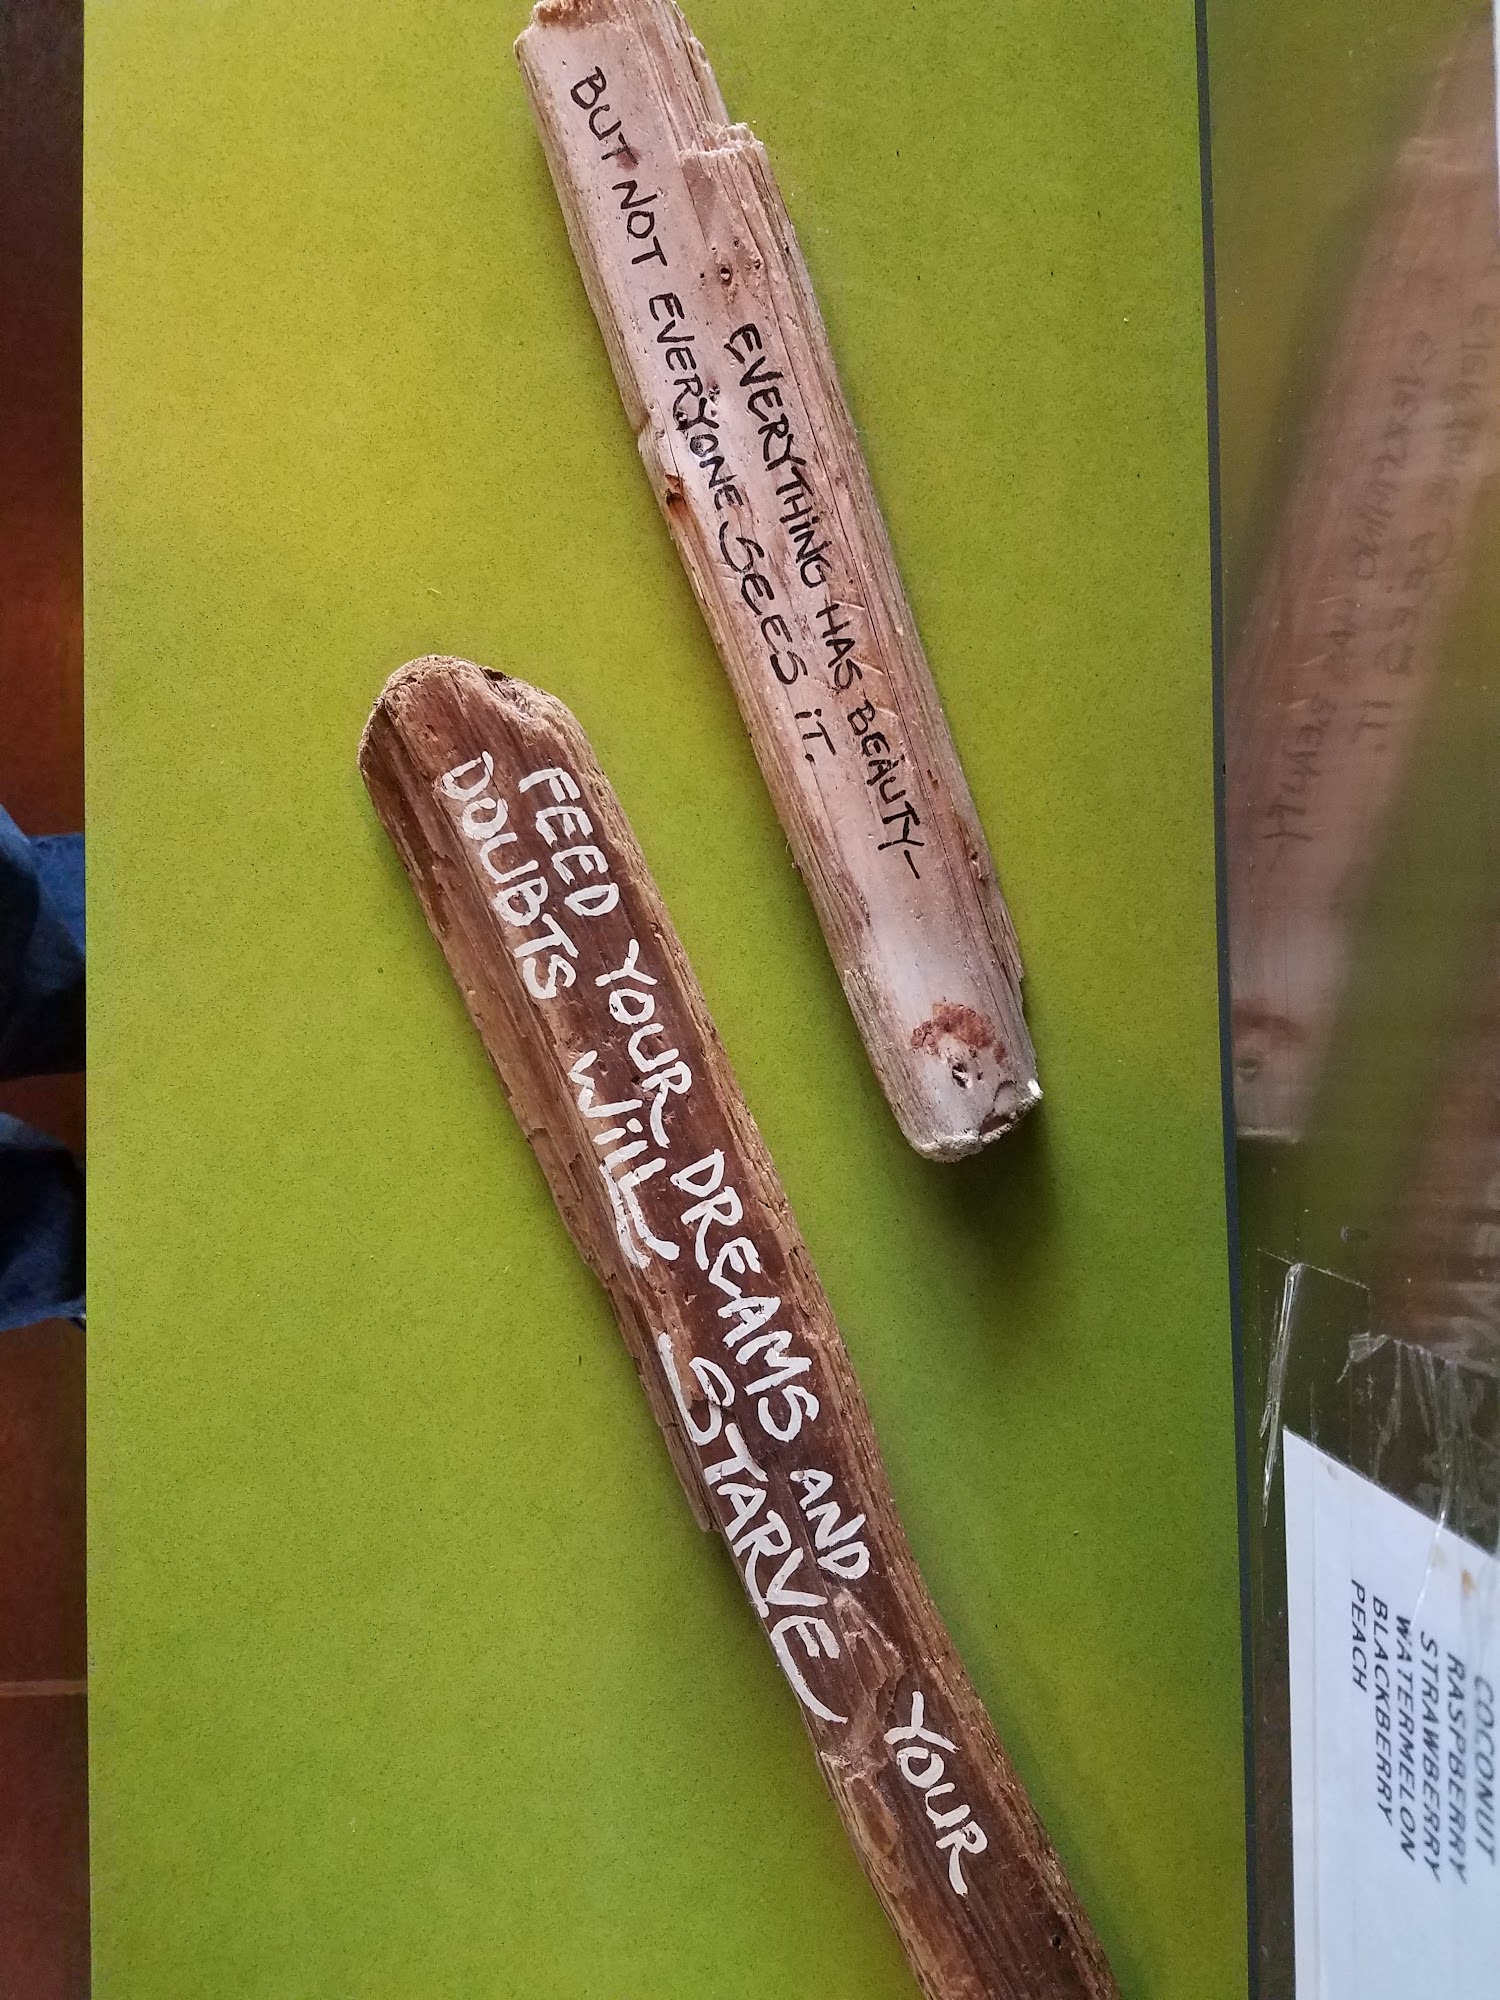 EVERYTHING HAS BEAUTY-
BUT NOT EVERYONE SEES IT.
FEED YOUR DREAMS AND YOUR
DOUBTS WILL STARVE
COCONUT
RASPBERRY
STRAWBERRY
WATERMELON
BLACKBERRY
PEACH